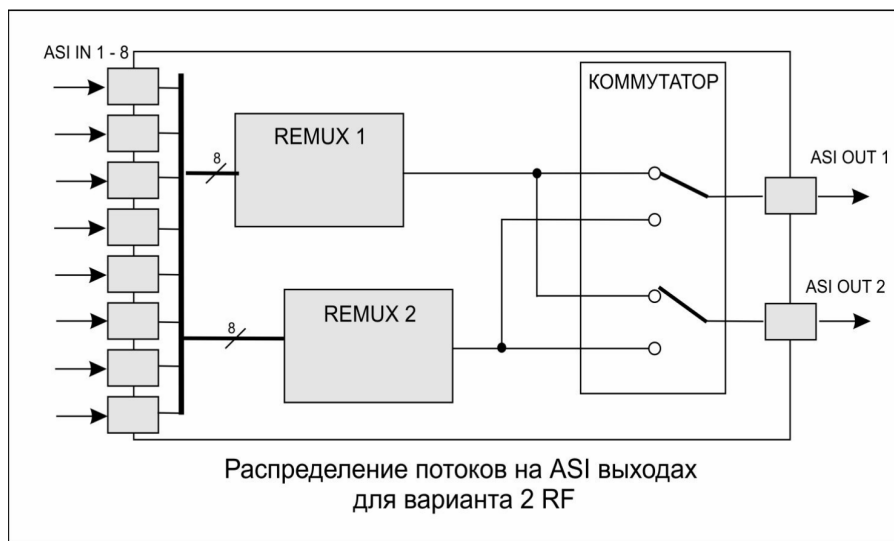 ASI IN 1 - 8
КОММУТАТОР
REMUX 1
8
ASI OUT 1
REMUX 2
8
ASI OUT 2
Распределение потоков на ASI выходах
для варианта 2 RF